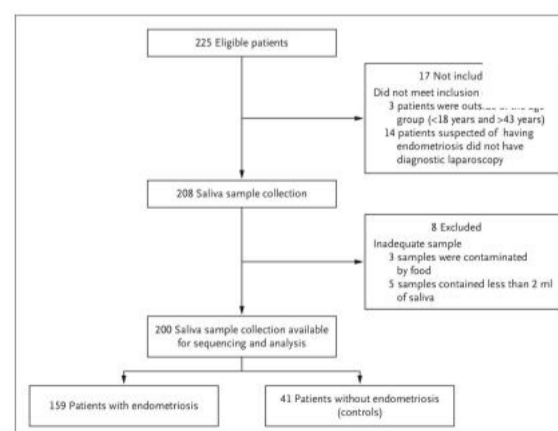 225 Eligible patients
17 Not includ
Did not meet inclusion
3 patients were age
group (<18 years and >43 years)
14 patients suspected of having
endometriosis did not have
diagnostic laparoscopy
208 Saliva sample collection
8 Excluded
Inadequate sample
3 samples were contaminated
by food
5 samples contained less than 2 ml
of saliva
200 Saliva sample collection available
for sequencing and analysis
159 Patients with endometriosis
41 Patients without endometriosis
(controls)